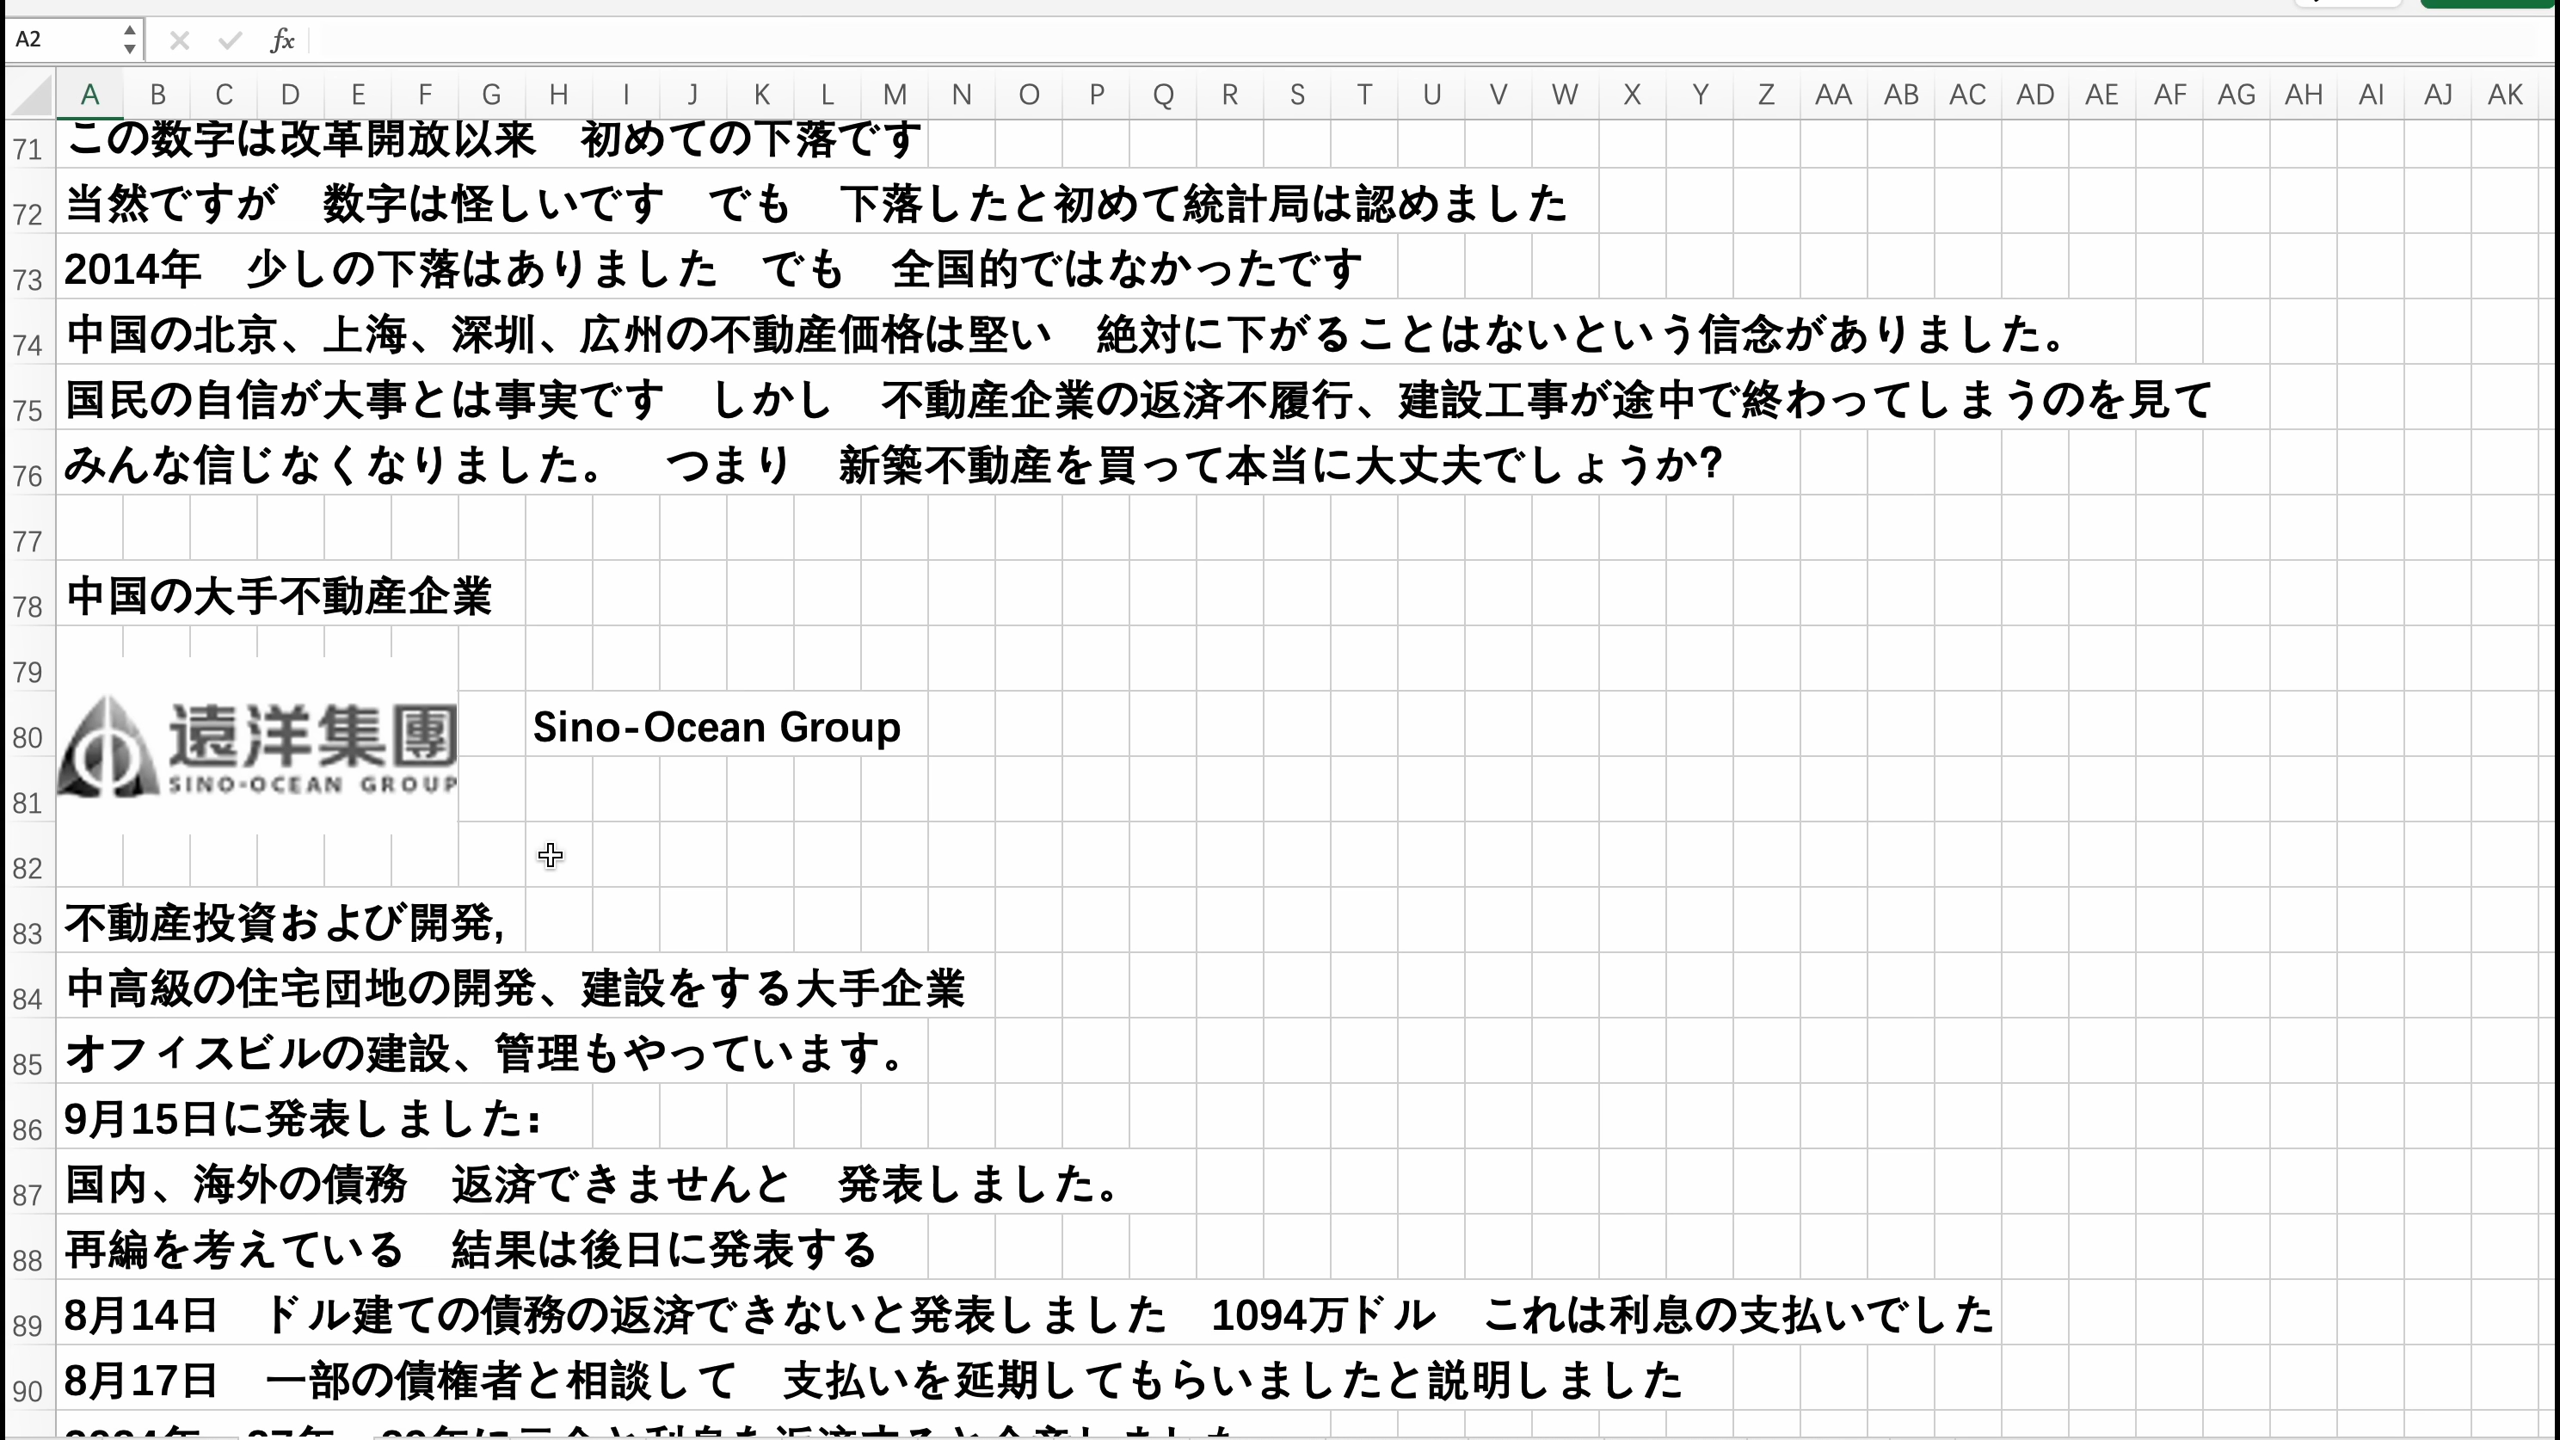 A2
fx
A B C D E F G H I J K L M N O P Q R S T U V W X Y Z AA AB AC AD AE AF AG AH AI AJ AK
71 この数字は改革開放以来　初めての下落です
72 当然ですが　数字は怪しいです　でも　下落したと初めて統計局は認めました
73 2014年　少しの下落はありました　でも　全国的ではなかったです
74 中国の北京、上海、深圳、広州の不動産価格は堅い　絶対に下がることはないという信念がありました。
75 国民の自信が大事とは事実です　しかし　不動産企業の返済不履行、建設工事が途中で終わってしまうのを見て
76 みんな信じなくなりました。　つまり　新築不動産を買って本当に大丈夫でしょうか?
77
78 中国の大手不動産企業
79
遠洋集團
80 Sino-Ocean Group
SINO-OCEAN GROUP
81
82
83 不動産投資および開発,
84 中高級の住宅団地の開発、建設をする大手企業
85 オフィスビルの建設、管理もやっています。
86 9月15日に発表しました:
87 国内、海外の債務　返済できませんと　発表しました。
88 再編を考えている　結果は後日に発表する
89 8月14日　ドル建ての債務の返済できないと発表しました　1094万ドル　これは利息の支払いでした
90 8月17日　一部の債権者と相談して　支払いを延期してもらいましたと説明しました